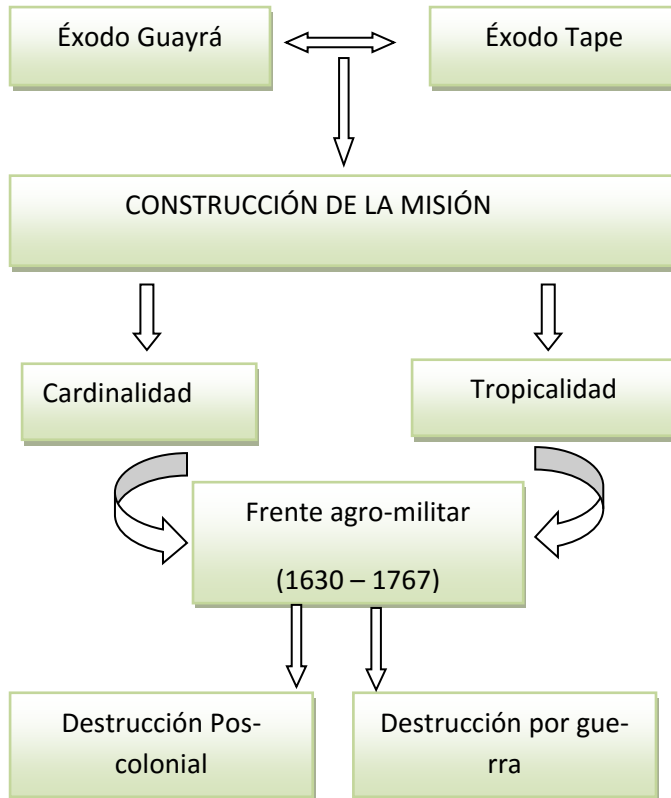 Éxodo Guayrá
Éxodo Tape
CONSTRUCCIÓN DE LA MISIÓN
Cardinalidad
Tropicalidad
Frente agro-militar
(1630 – 1767)
Destrucción Pos-
colonial
Destrucción por gue-
rra